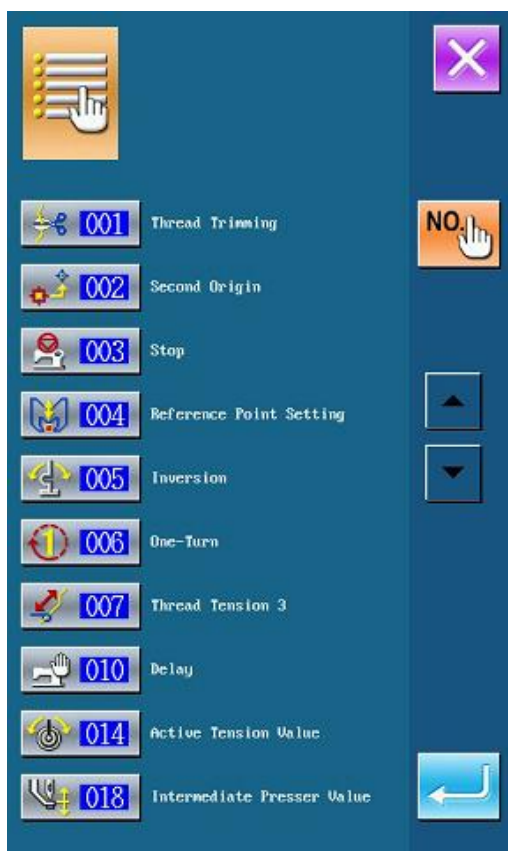 NO.
001 Thread Trimming
002 Second Origin
003 Stop
004 Reference Point Setting
005 Inversion
1 006 One-Turn
007 Thread Tension 3
010 Delay
014 Active Tension Value
018 Intermediate Presser Value